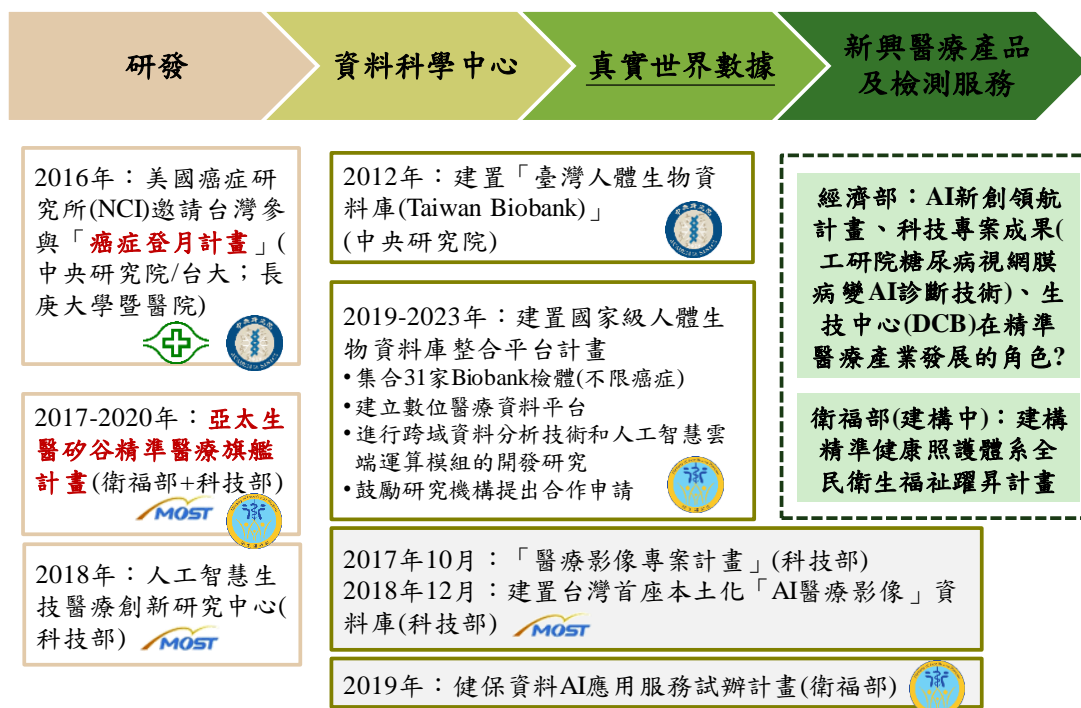 研發
資料科學中心
真實世界數據
新興醫療產品
及檢測服務
2016年：美國癌症研
究所(NCI)邀請台灣參
與「癌症登月計畫」(
中央研究院/台大；長
庚大學暨醫院)
2017-2020年：亞太生
醫矽谷精準醫療旗艦
計畫(衛福部+科技部)
MOST
2018年：人工智慧生
技醫療創新研究中心(
科技部)
MOST
2012年：建置「臺灣人體生物資
料庫(Taiwan Biobank)」
(中央研究院)
2019-2023年：建置國家級人體生
物資料庫整合平台計畫
•集合31家Biobank檢體(不限癌症)
•建立數位醫療資料平台
•進行跨域資料分析技術和人工智慧雲
端運算模組的開發研究
•鼓勵研究機構提出合作申請
2017年10月：「醫療影像專案計畫」(科技部)
2018年12月：建置台灣首座本土化「AI醫療影像」資
料庫(科技部)
MOST
2019年：健保資料AI應用服務試辦計畫(衛福部)
經濟部：AI新創領航
計畫、科技專案成果(
工研院糖尿病視網膜
病變AI診斷技術)、生
技中心(DCB)在精準
醫療產業發展的角色?
衛福部(建構中)：建構
精準健康照護體系全
民衛生福祉躍昇計畫